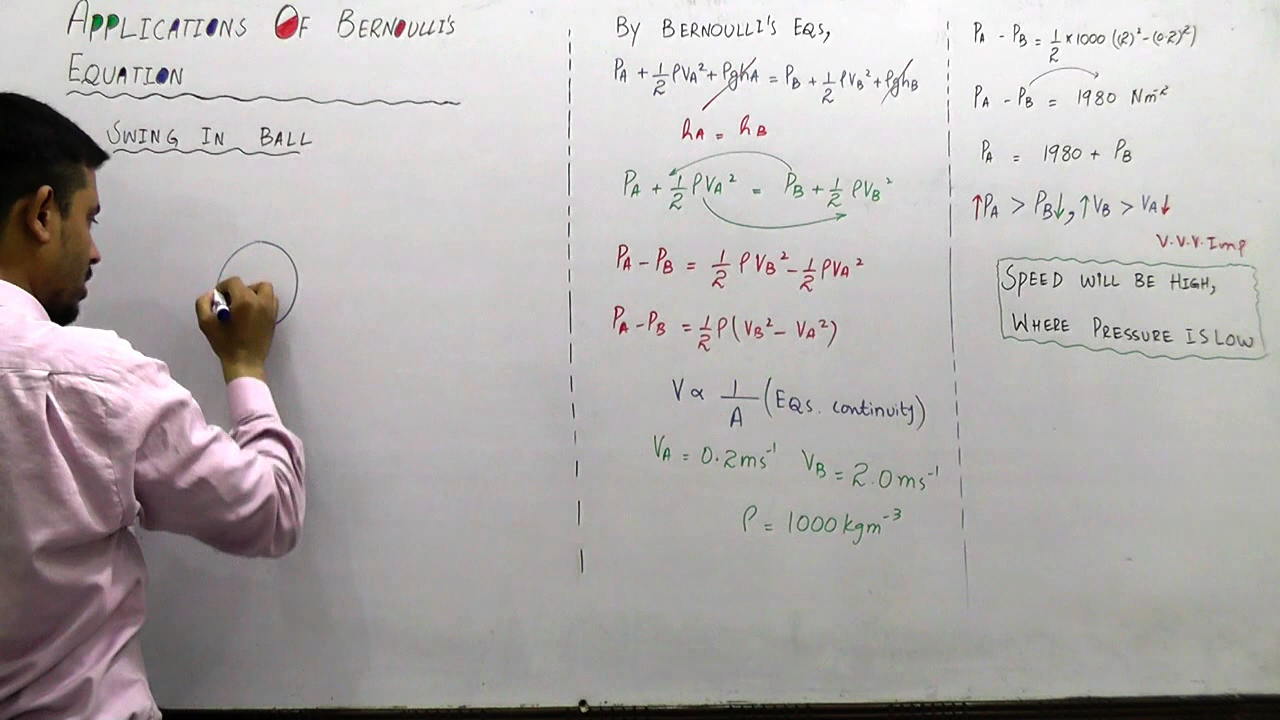 APPLICATIONS OF BERNOULLI'S
EQUATION
SWING IN BALL
By BERNOULLI'S EQS,
PA + 1/2 ρVA² + ρghA = PB + 1/2 ρVB² + ρghB
hA = hB
PA + 1/2 ρVA² = PB + 1/2 ρVB²
PA - PB = 1/2 ρVB² - 1/2 ρVA²
PA - PB = 1/2 ρ(VB² - VA²)
V ∝ 1/A (EQS. continuity)
VA = 0.2ms⁻¹ VB = 2.0ms⁻¹
ρ = 1000kgm⁻³
PA - PB = 1/2 × 1000 ((2)² - (0.2)²)
PA - PB = 1980 Nm⁻²
PA = 1980 + PB
↑PA > PB↓, ↑VB > VA↓
V.V.V.Imp
SPEED WILL BE HIGH,
WHERE PRESSURE IS LOW